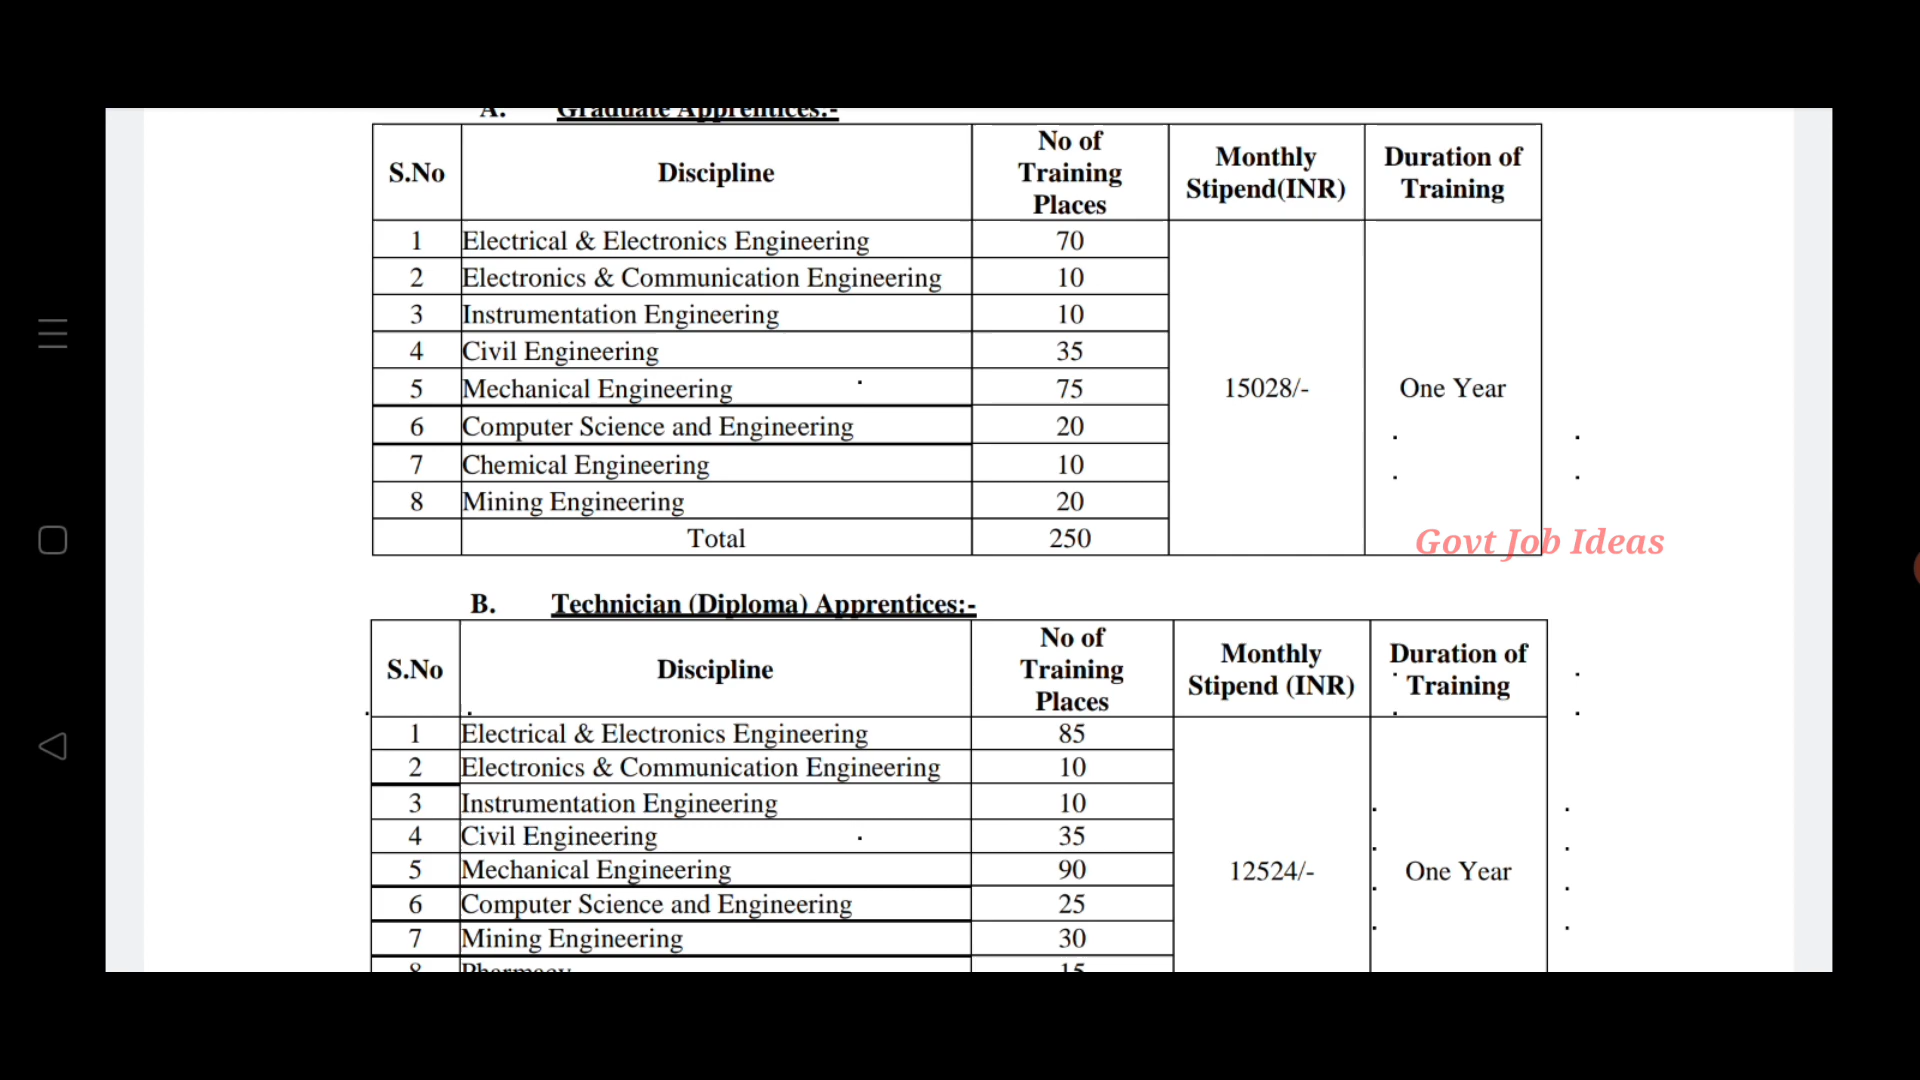 A. Graduate Apprentices:-
S.No Discipline No of Training Places Monthly Stipend(INR) Duration of Training
1 Electrical & Electronics Engineering 70
2 Electronics & Communication Engineering 10
3 Instrumentation Engineering 10
4 Civil Engineering 35
5 Mechanical Engineering 75 15028/- One Year
6 Computer Science and Engineering 20
7 Chemical Engineering 10
8 Mining Engineering 20
Total 250
Govt Job Ideas
B. Technician (Diploma) Apprentices:-
S.No Discipline No of Training Places Monthly Stipend (INR) Duration of Training
1 Electrical & Electronics Engineering 85
2 Electronics & Communication Engineering 10
3 Instrumentation Engineering 10
4 Civil Engineering 35
5 Mechanical Engineering 90 12524/- One Year
6 Computer Science and Engineering 25
7 Mining Engineering 30
8 Pharmacy 15